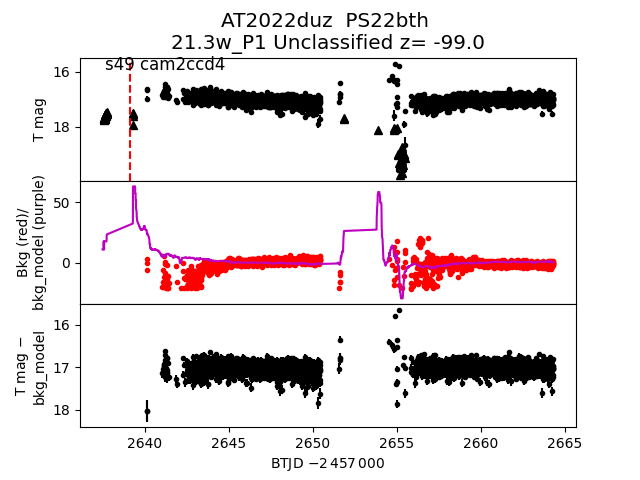 AT2022duz  PS22bth
21.3w_P1 Unclassified z= -99.0
s49 cam2ccd4
16
18
T mag
50
0
Bkg (red)/
bkg_model (purple)
16
17
18
T mag −
bkg_model
2640 2645 2650 2655 2660 2665
BTJD −2 457 000